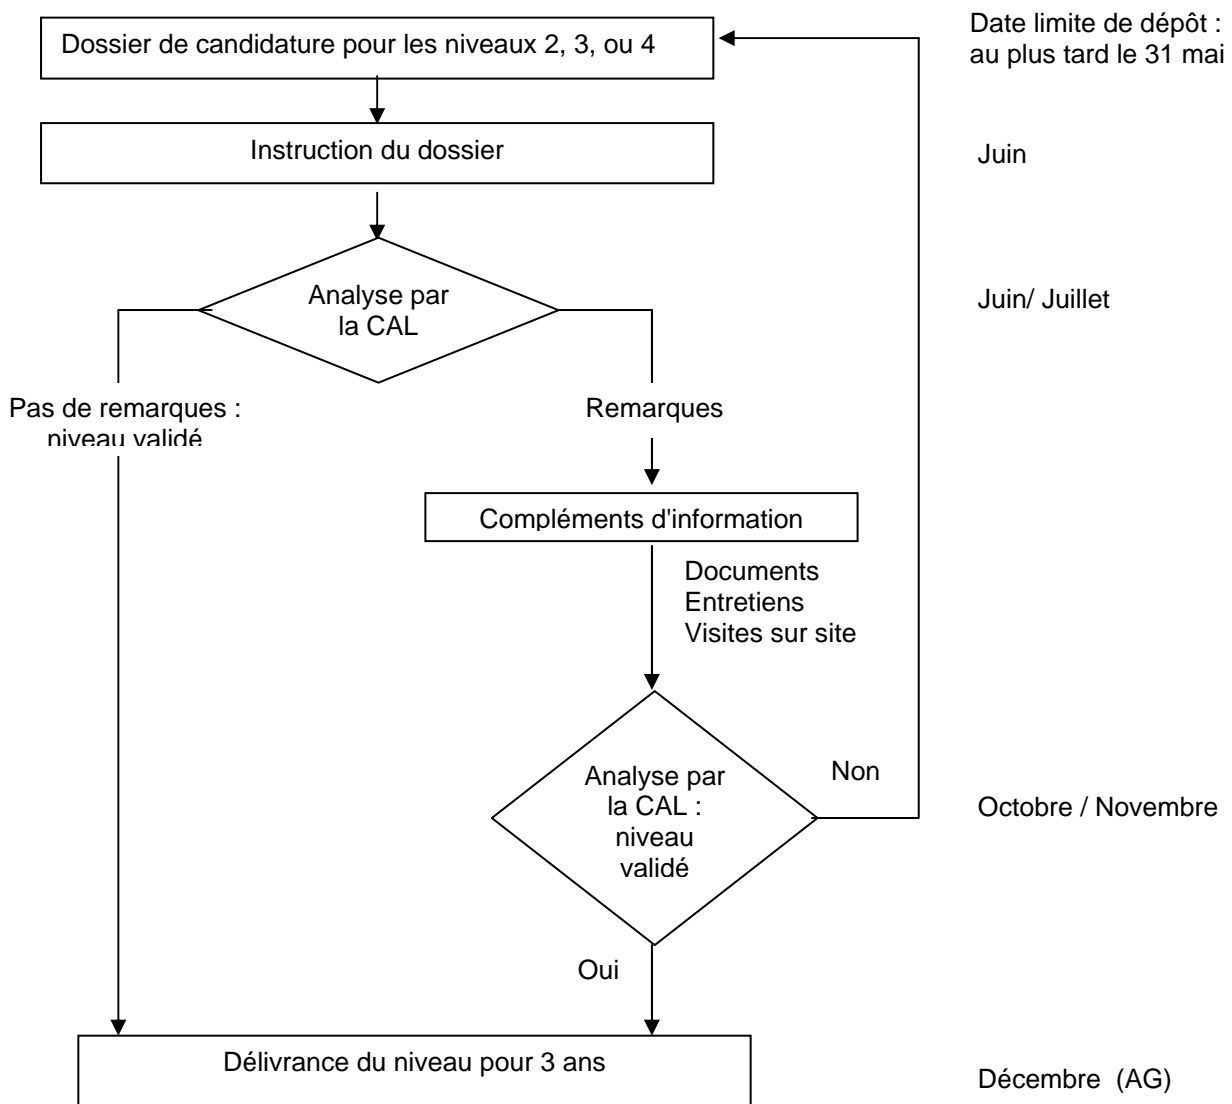 Dossier de candidature pour les niveaux 2, 3, ou 4
Date limite de dépôt :
au plus tard le 31 mai
Instruction du dossier
Juin
Analyse par
la CAL
Juin/ Juillet
Pas de remarques :
niveau validé
Remarques
Compléments d'information
Documents
Entretiens
Visites sur site
Analyse par
la CAL :
niveau
validé
Non
Octobre / Novembre
Oui
Délivrance du niveau pour 3 ans
Décembre (AG)